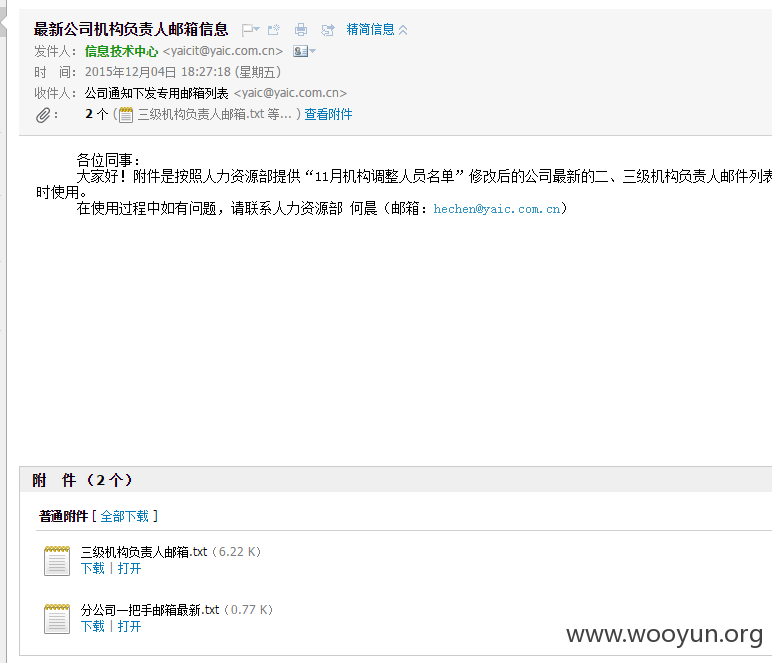 最新公司机构负责人邮箱信息 精简信息
发件人：信息技术中心 <yaicit@yaic.com.cn>
时 间：2015年12月04日 18:27:18 (星期五)
收件人：公司通知下发专用邮箱列表 <yaic@yaic.com.cn>
：2 个 ( 三级机构负责人邮箱.txt 等... ) 查看附件
各位同事：
大家好！附件是按照人力资源部提供“11月机构调整人员名单”修改后的公司最新的二、三级机构负责人邮件列表
时使用。
在使用过程中如有问题，请联系人力资源部 何晨（邮箱：hechen@yaic.com.cn）
附 件（2 个）
普通附件 [ 全部下载 ]
三级机构负责人邮箱.txt（6.22 K）
下载 | 打开
分公司一把手邮箱最新.txt（0.77 K）
下载 | 打开
www.wooyun.org